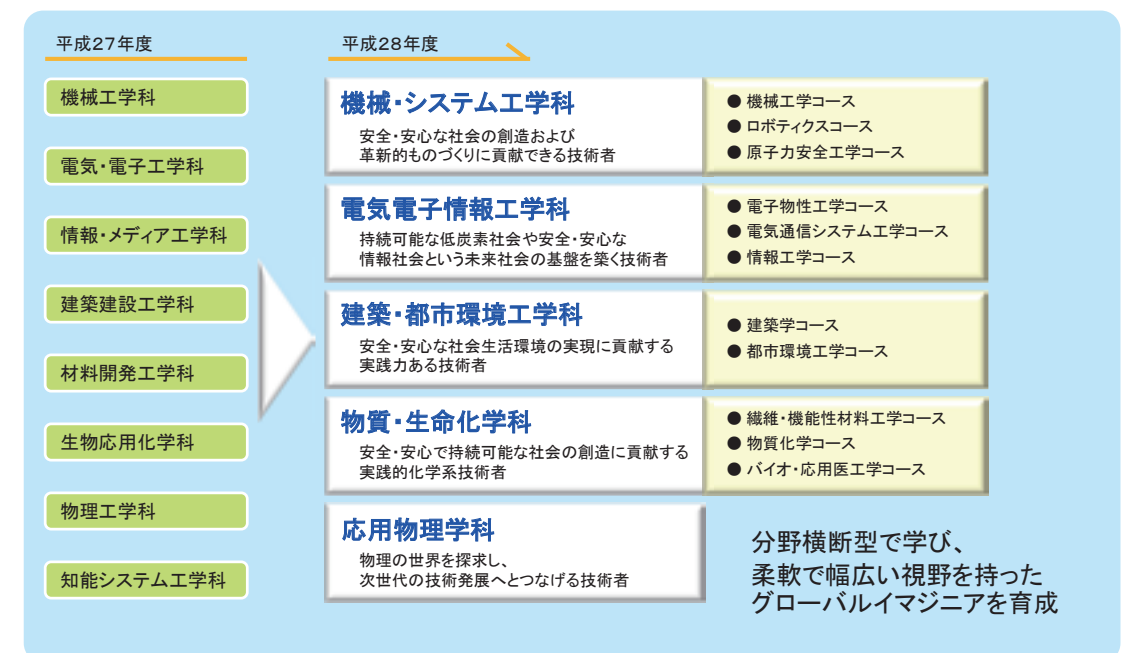 平成27年度
機械工学科
電気・電子工学科
情報・メディア工学科
建築建設工学科
材料開発工学科
生物応用化学科
物理工学科
知能システム工学科
平成28年度
機械・システム工学科
安全・安心な社会の創造および
革新的ものづくりに貢献できる技術者
● 機械工学コース
● ロボティクスコース
● 原子力安全工学コース
電気電子情報工学科
持続可能な低炭素社会や安全・安心な
情報社会という未来社会の基盤を築く技術者
● 電子物性工学コース
● 電気通信システム工学コース
● 情報工学コース
建築・都市環境工学科
安全・安心な社会生活環境の実現に貢献する
実践力ある技術者
● 建築学コース
● 都市環境工学コース
物質・生命化学科
安全・安心で持続可能な社会の創造に貢献する
実践的化学系技術者
● 繊維・機能性材料工学コース
● 物質化学コース
● バイオ・応用医工学コース
応用物理学科
物理の世界を探求し、
次世代の技術発展へとつなげる技術者
分野横断型で学び、
柔軟で幅広い視野を持った
グローバルイマジニアを育成